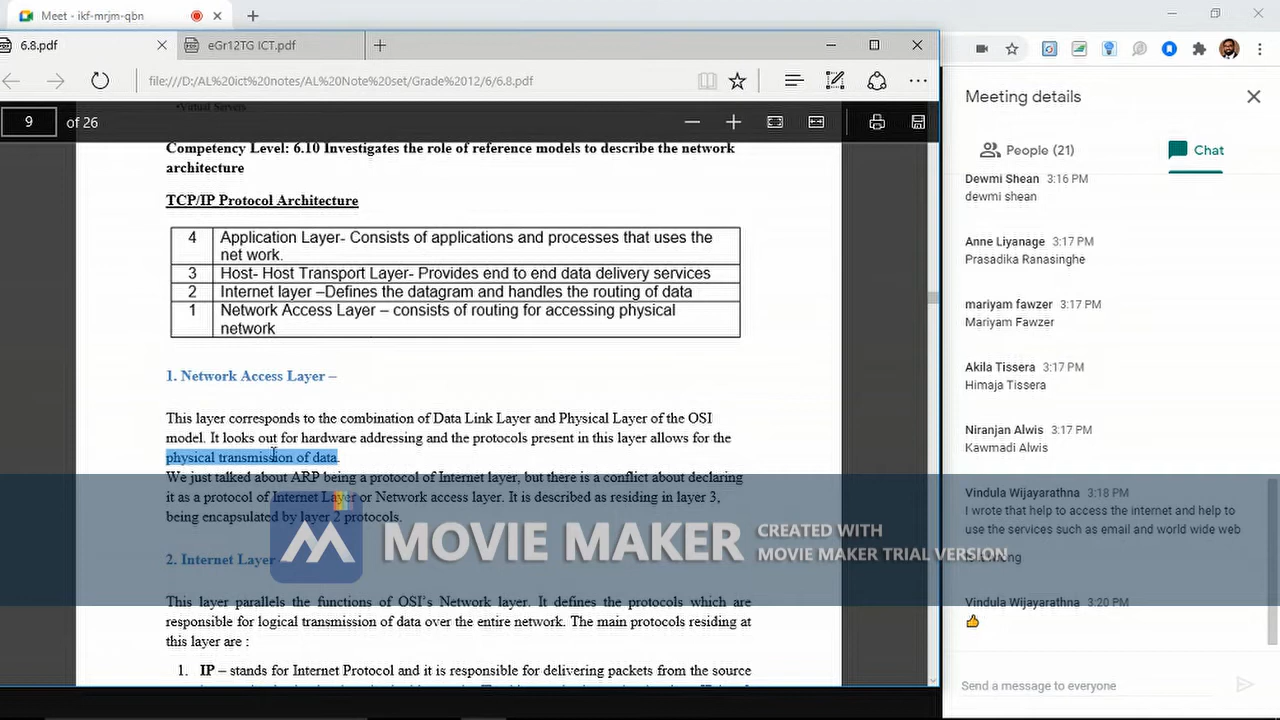 Meet - ikf-mrjm-qbn
6.8.pdf
eGr12TG ICT.pdf
file:///D:/AL%20ict%20notes/AL%20Note%20set/Grade%2012/6/6.8.pdf
9 of 26
•Virtual Servers
Competency Level: 6.10 Investigates the role of reference models to describe the network
architecture
TCP/IP Protocol Architecture
4 Application Layer- Consists of applications and processes that uses the
net work.
3 Host- Host Transport Layer- Provides end to end data delivery services
2 Internet layer –Defines the datagram and handles the routing of data
1 Network Access Layer – consists of routing for accessing physical
network
1. Network Access Layer –
This layer corresponds to the combination of Data Link Layer and Physical Layer of the OSI
model. It looks out for hardware addressing and the protocols present in this layer allows for the
physical transmission of data.
We just talked about ARP being a protocol of Internet layer, but there is a conflict about declaring
it as a protocol of Internet Layer or Network access layer. It is described as residing in layer 3,
being encapsulated by layer 2 protocols.
2. Internet Layer
This layer parallels the functions of OSI's Network layer. It defines the protocols which are
responsible for logical transmission of data over the entire network. The main protocols residing at
this layer are :
1. IP – stands for Internet Protocol and it is responsible for delivering packets from the source
MOVIE MAKER
CREATED WITH
MOVIE MAKER TRIAL VERSION
Meeting details
People (21)
Chat
Dewmi Shean 3:16 PM
dewmi shean
Anne Liyanage 3:17 PM
Prasadika Ranasinghe
mariyam fawzer 3:17 PM
Mariyam Fawzer
Akila Tissera 3:17 PM
Himaja Tissera
Niranjan Alwis 3:17 PM
Kawmadi Alwis
Vindula Wijayarathna 3:18 PM
I wrote that help to access the internet and help to
use the services such as email and world wide web
wrong
Vindula Wijayarathna 3:20 PM
Send a message to everyone